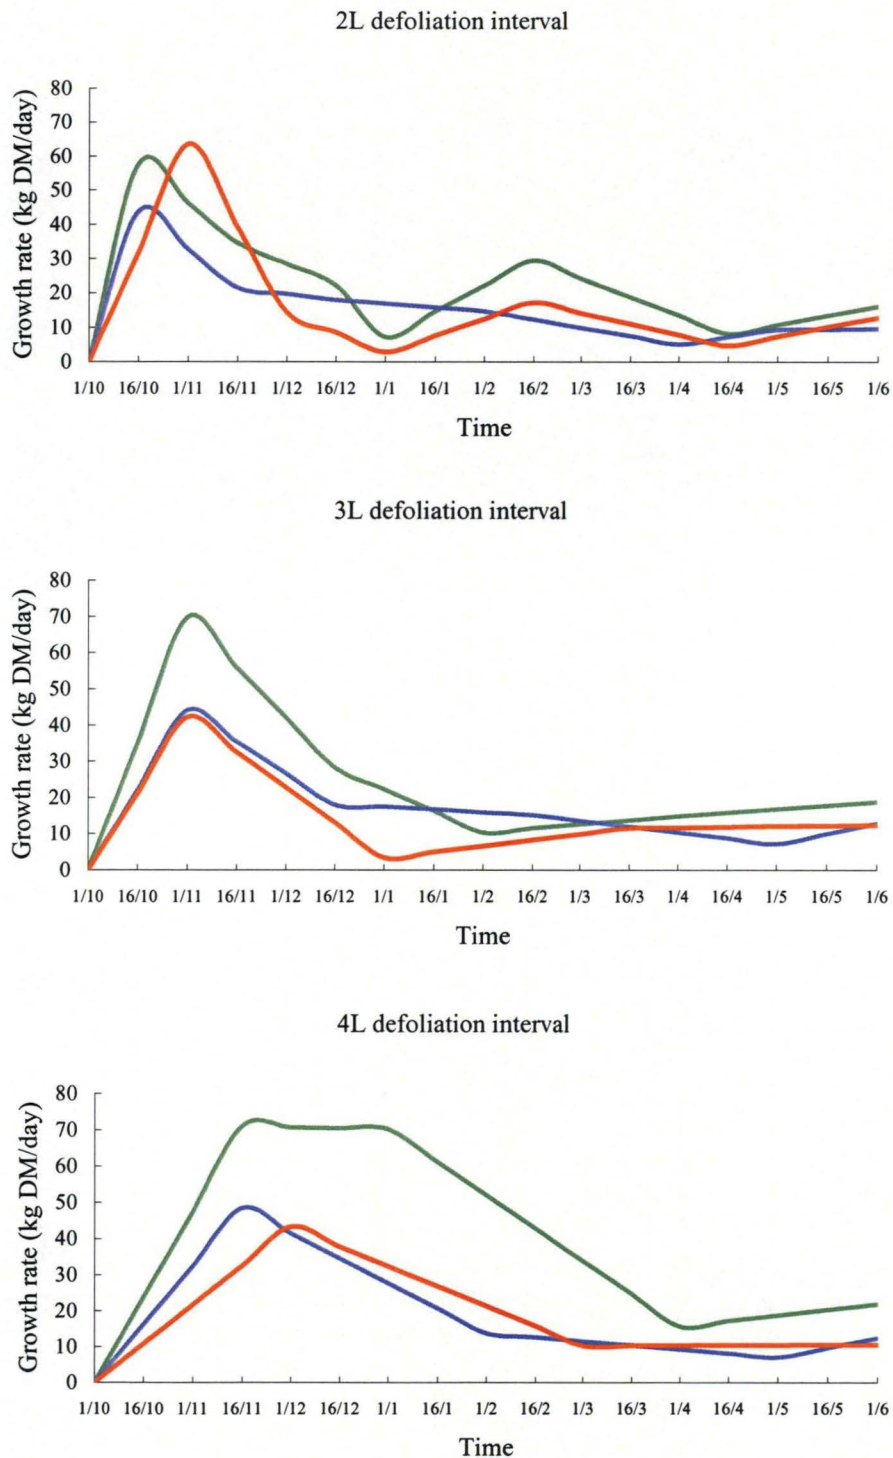 2L defoliation interval
Growth rate (kg DM/day)
80
70
60
50
40
30
20
10
0
1/10 16/10 1/11 16/11 1/12 16/12 1/1 16/1 1/2 16/2 1/3 16/3 1/4 16/4 1/5 16/5 1/6
Time
3L defoliation interval
Growth rate (kg DM/day)
80
70
60
50
40
30
20
10
0
1/10 16/10 1/11 16/11 1/12 16/12 1/1 16/1 1/2 16/2 1/3 16/3 1/4 16/4 1/5 16/5 1/6
Time
4L defoliation interval
Growth rate (kg DM/day)
80
70
60
50
40
30
20
10
0
1/10 16/10 1/11 16/11 1/12 16/12 1/1 16/1 1/2 16/2 1/3 16/3 1/4 16/4 1/5 16/5 1/6
Time